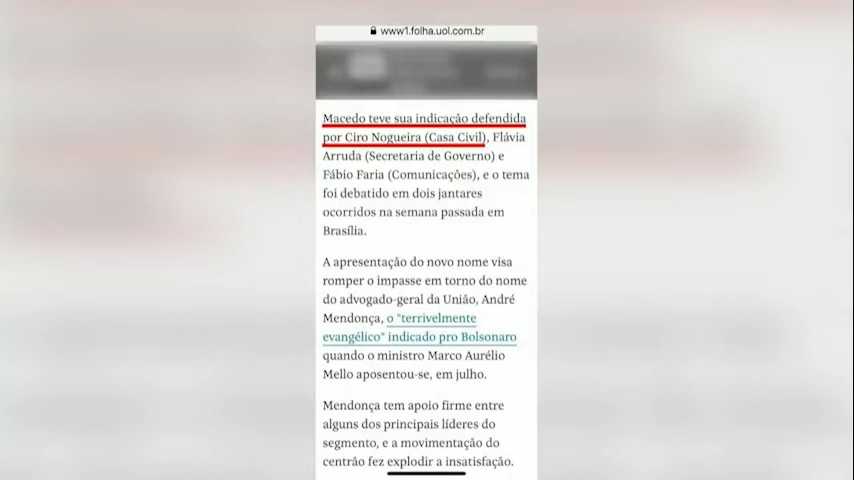 www1.folha.uol.com.br
Macedo teve sua indicação defendida
por Ciro Nogueira (Casa Civil), Flávia
Arruda (Secretaria de Governo) e
Fábio Faria (Comunicações), e o tema
foi debatido em dois jantares
ocorridos na semana passada em
Brasília.
A apresentação do novo nome visa
romper o impasse em torno do nome
do advogado-geral da União, André
Mendonça, o "terrivelmente
evangélico" indicado pro Bolsonaro
quando o ministro Marco Aurélio
Mello aposentou-se, em julho.
Mendonça tem apoio firme entre
alguns dos principais líderes do
segmento, e a movimentação do
centrão fez explodir a insatisfação.